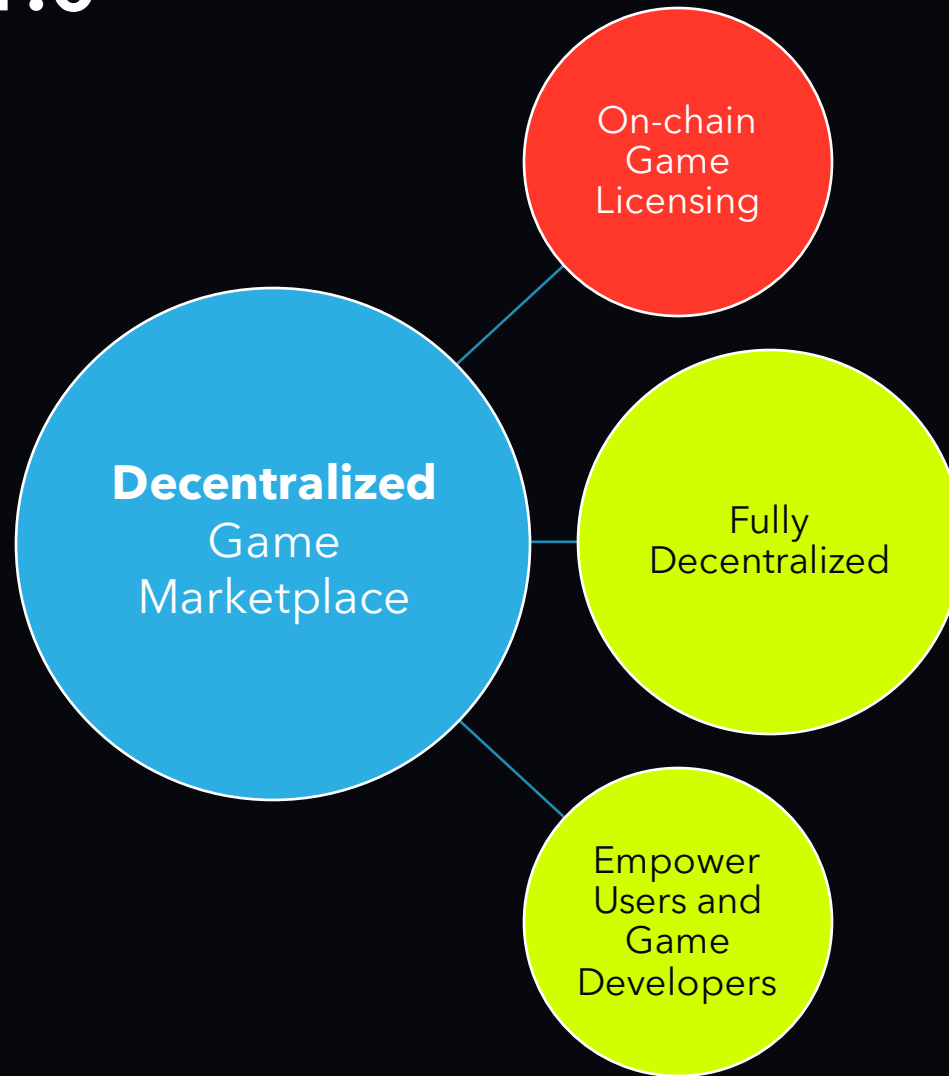 On-chain
Game
Licensing
Decentralized
Game
Marketplace
Fully
Decentralized
Empower
Users and
Game
Developers